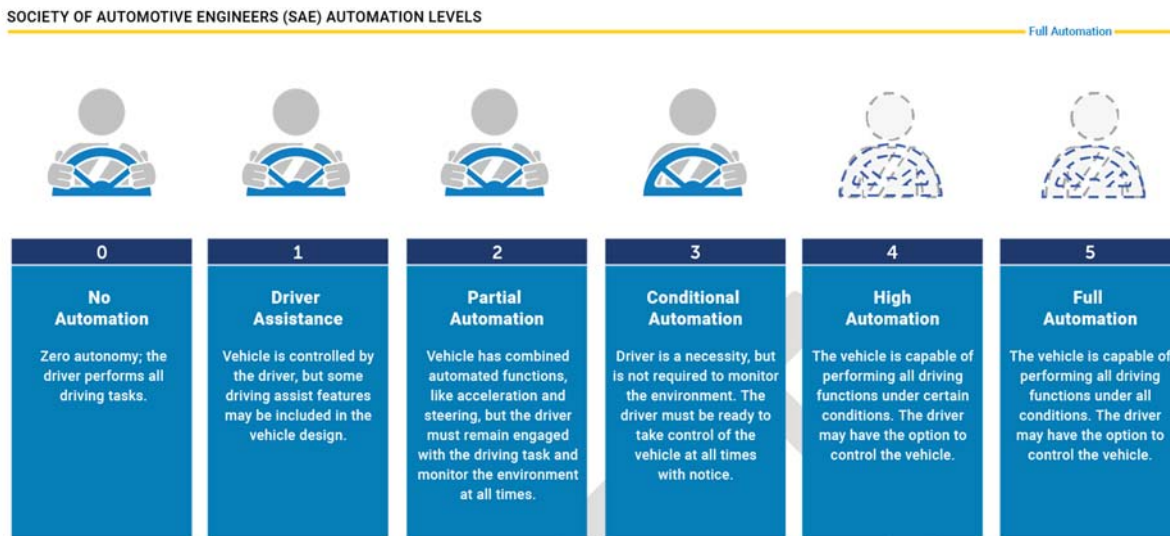 SOCIETY OF AUTOMOTIVE ENGINEERS (SAE) AUTOMATION LEVELS
Full Automation
0
No
Automation
Zero autonomy; the
driver performs all
driving tasks.
1
Driver
Assistance
Vehicle is controlled by
the driver, but some
driving assist features
may be included in the
vehicle design.
2
Partial
Automation
Vehicle has combined
automated functions,
like acceleration and
steering, but the driver
must remain engaged
with the driving task and
monitor the environment
at all times.
3
Conditional
Automation
Driver is a necessity, but
is not required to monitor
the environment. The
driver must be ready to
take control of the
vehicle at all times
with notice.
4
High
Automation
The vehicle is capable of
performing all driving
functions under certain
conditions. The driver
may have the option to
control the vehicle.
5
Full
Automation
The vehicle is capable of
performing all driving
functions under all
conditions. The driver
may have the option to
control the vehicle.